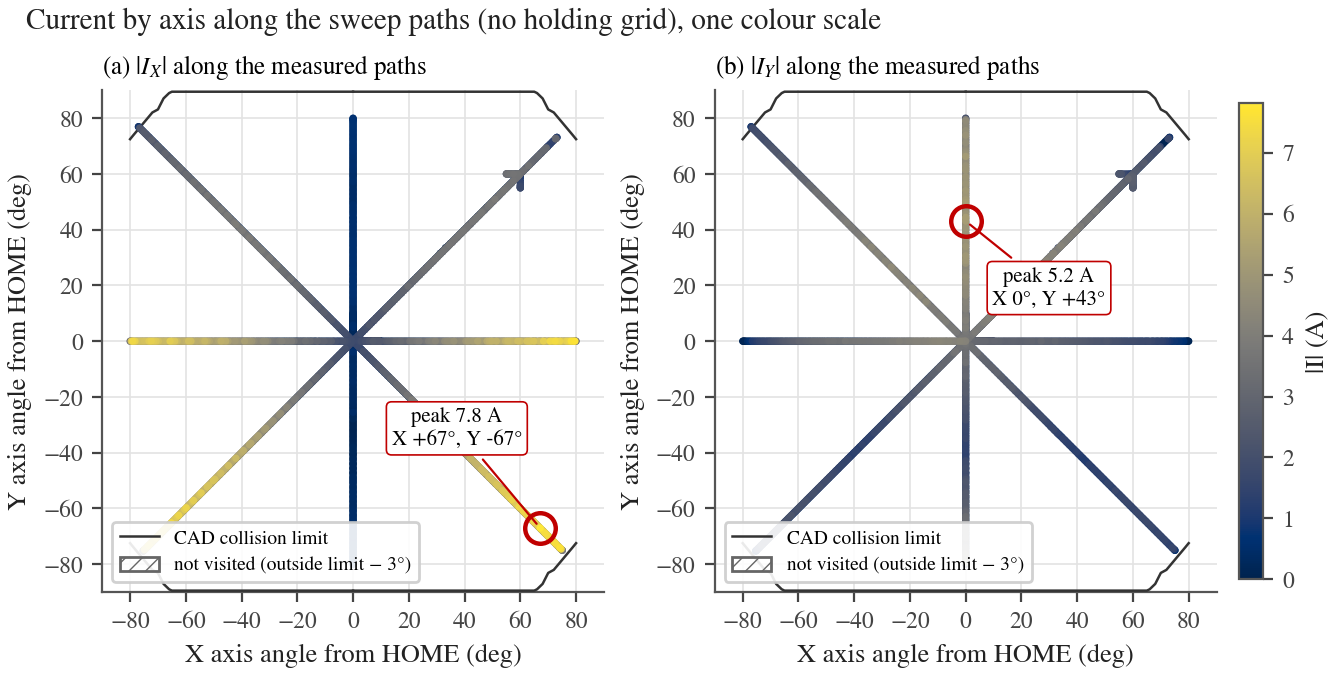 Current by axis along the sweep paths (no holding grid), one colour scale
(a) |I_X| along the measured paths
(b) |I_Y| along the measured paths
80
60
40
20
0
−20
−40
−60
−80
−80
−60
−40
−20
0
20
40
60
80
X axis angle from HOME (deg)
Y axis angle from HOME (deg)
peak 7.8 A
X +67°, Y -67°
CAD collision limit
not visited (outside limit − 3°)
80
60
40
20
0
−20
−40
−60
−80
−80
−60
−40
−20
0
20
40
60
80
X axis angle from HOME (deg)
Y axis angle from HOME (deg)
peak 5.2 A
X 0°, Y +43°
CAD collision limit
not visited (outside limit − 3°)
7
6
5
4
3
2
1
0
|I| (A)